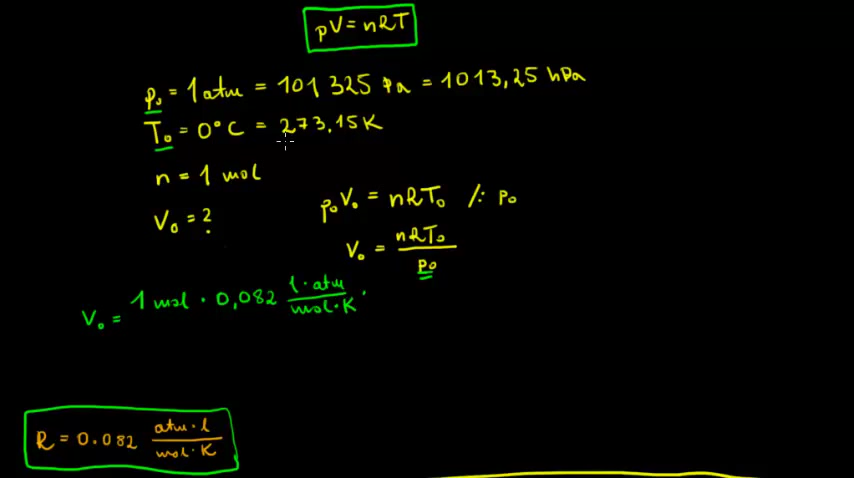 pV = nRT
p₀ = 1 atm = 101 325 Pa = 1013,25 hPa
T₀ = 0°C = 273,15K
n = 1 mol
V₀ = ?
p₀V₀ = nRT₀ /: p₀
V₀ = nRT₀ / p₀
V₀ = 1 mol · 0,082 l·atm / mol·K ·
R = 0.082 atm·l / mol·K